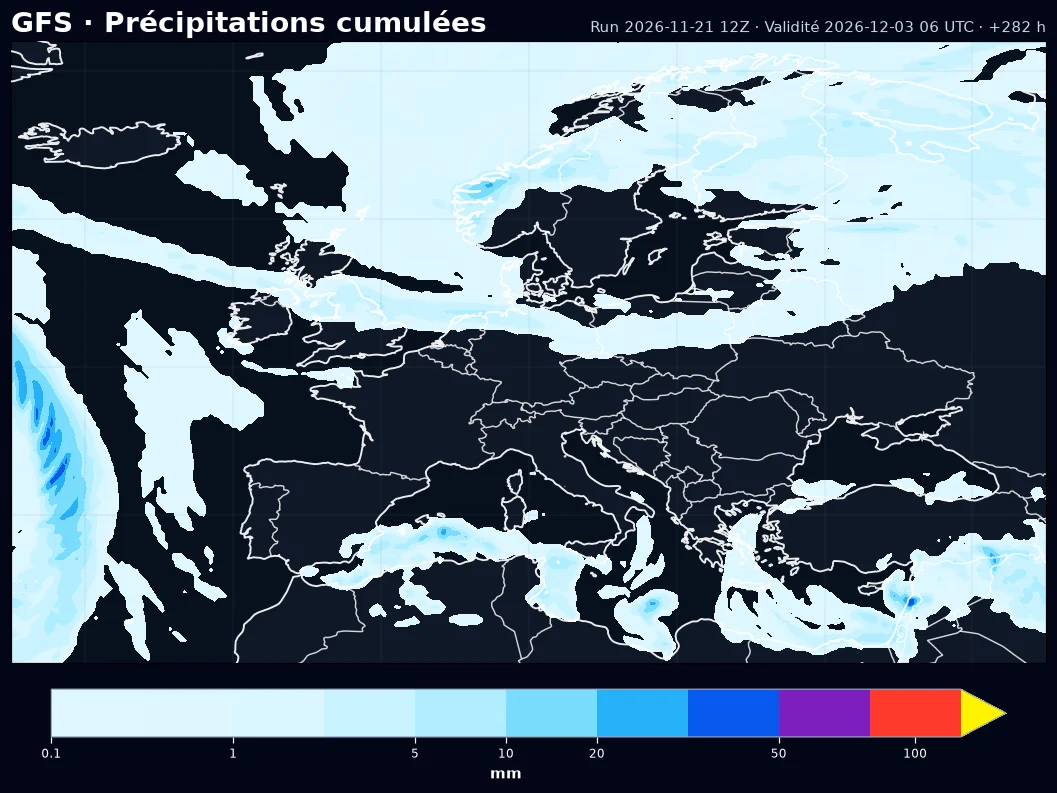 GFS · Précipitations cumulées
Run 2026-11-21 12Z · Validité 2026-12-03 06 UTC · +282 h
0.1 1 5 10 20 50 100
mm